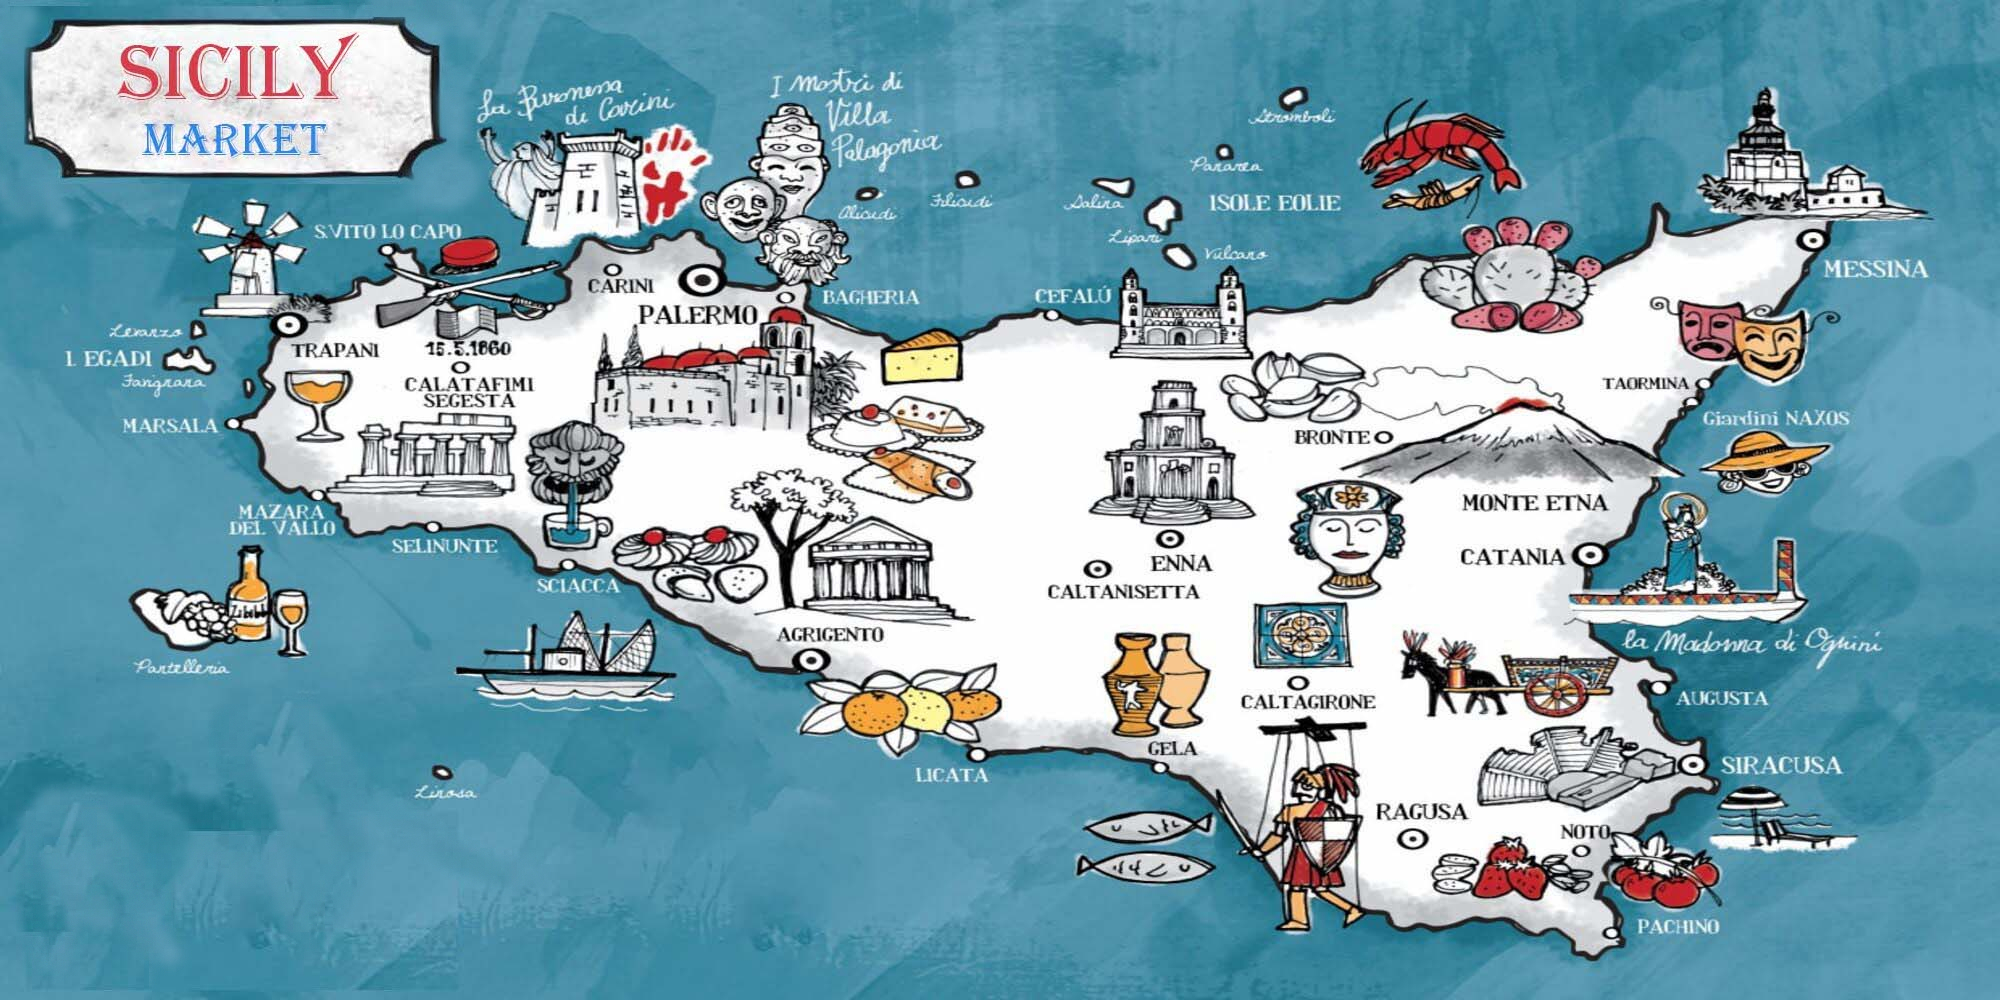 SICILY
MARKET
La Baronessa
di Carini
I Mostri di
Villa
Palagonia
Stromboli
Panarea
Alicudi
Filicudi
Salina
ISOLE EOLIE
Lipari
Vulcano
S.VITO LO CAPO
CARINI
PALERMO
BAGHERIA
CEFALÚ
MESSINA
Levanzo
I. EGADI
Favignana
TRAPANI
15.5.1860
CALATAFIMI
SEGESTA
TAORMINA
Giardini NAXOS
MARSALA
BRONTE
MONTE ETNA
MAZARA
DEL VALLO
SELINUNTE
SCIACCA
ENNA
CALTANISETTA
CATANIA
Zibibbo
Pantelleria
AGRIGENTO
la Madonna di Ognini
CALTAGIRONE
AUGUSTA
GELA
LICATA
SIRACUSA
Linosa
RAGUSA
NOTO
PACHINO